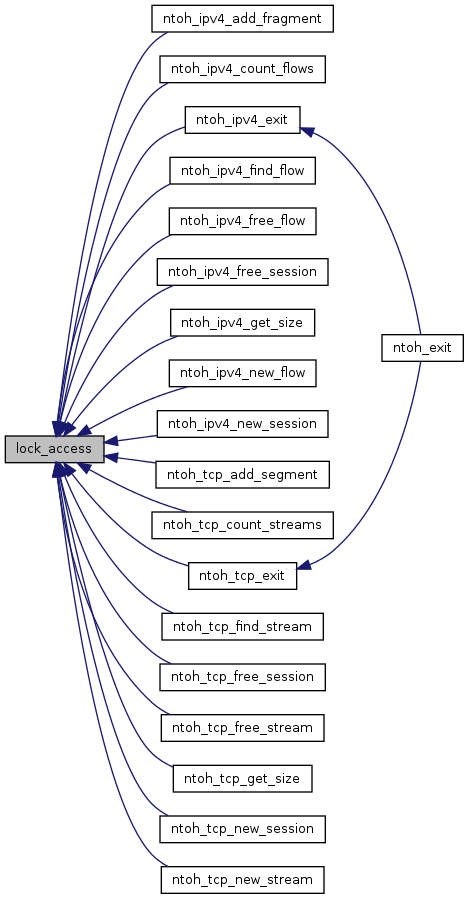 ntoh_ipv4_add_fragment
ntoh_ipv4_count_flows
ntoh_ipv4_exit
ntoh_ipv4_find_flow
ntoh_ipv4_free_flow
ntoh_ipv4_free_session
ntoh_ipv4_get_size
ntoh_exit
ntoh_ipv4_new_flow
ntoh_ipv4_new_session
lock_access
ntoh_tcp_add_segment
ntoh_tcp_count_streams
ntoh_tcp_exit
ntoh_tcp_find_stream
ntoh_tcp_free_session
ntoh_tcp_free_stream
ntoh_tcp_get_size
ntoh_tcp_new_session
ntoh_tcp_new_stream